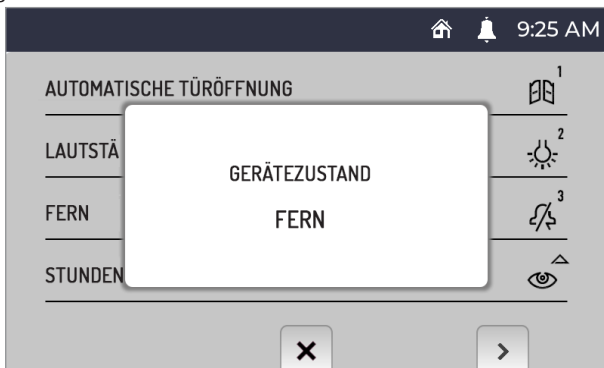 9:25 AM
AUTOMATISCHE TÜRÖFFNUNG
1
LAUTSTÄ
2
GERÄTEZUSTAND
FERN
3
FERN
STUNDEN